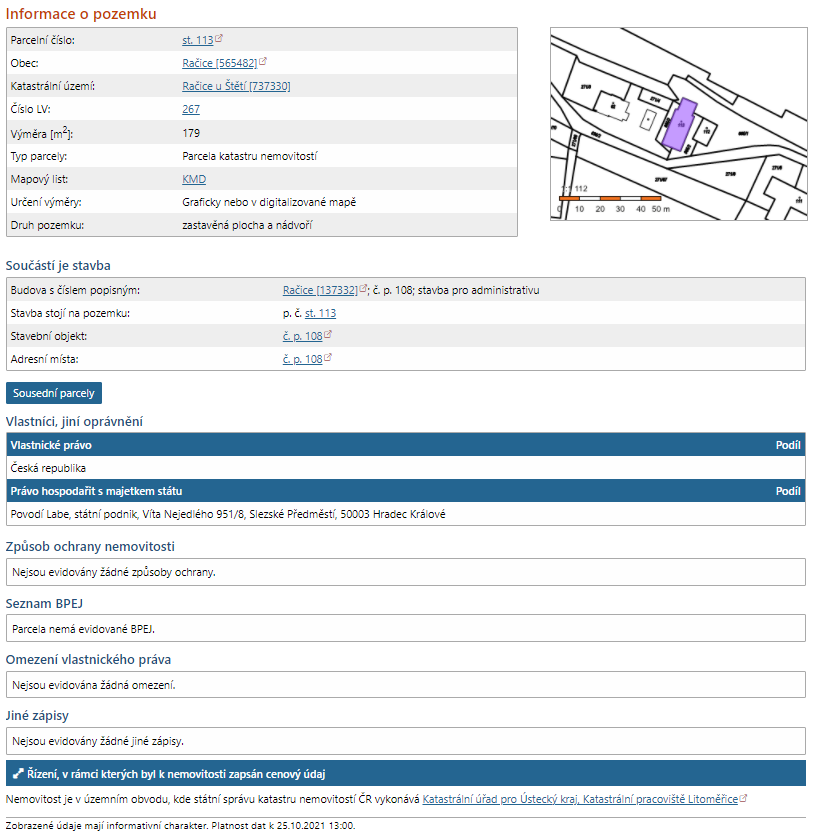 Informace o pozemku
Parcelní číslo: st. 113
Obec: Račice [565482]
Katastrální území: Račice u Štětí [737330]
Číslo LV: 267
Výměra [m2]: 179
Typ parcely: Parcela katastru nemovitostí
Mapový list: KMD
Určení výměry: Graficky nebo v digitalizované mapě
Druh pozemku: zastavěná plocha a nádvoří
112
0 10 20 30 40 50 m
Součástí je stavba
Budova s číslem popisným: Račice [137332]; č. p. 108; stavba pro administrativu
Stavba stojí na pozemku: p. č. st. 113
Stavební objekt: č. p. 108
Adresní místa: č. p. 108
Sousední parcely
Vlastníci, jiní oprávnění
Vlastnické právo Podíl
Česká republika
Právo hospodařit s majetkem státu Podíl
Povodí Labe, státní podnik, Víta Nejedlého 951/8, Slezské Předměstí, 50003 Hradec Králové
Způsob ochrany nemovitosti
Nejsou evidovány žádné způsoby ochrany.
Seznam BPEJ
Parcela nemá evidované BPEJ.
Omezení vlastnického práva
Nejsou evidována žádná omezení.
Jiné zápisy
Nejsou evidovány žádné jiné zápisy.
Řízení, v rámci kterých byl k nemovitosti zapsán cenový údaj
Nemovitost je v územním obvodu, kde státní správu katastru nemovitostí ČR vykonává Katastrální úřad pro Ústecký kraj, Katastrální pracoviště Litoměřice
Zobrazené údaje mají informativní charakter. Platnost dat k 25.10.2021 13:00.